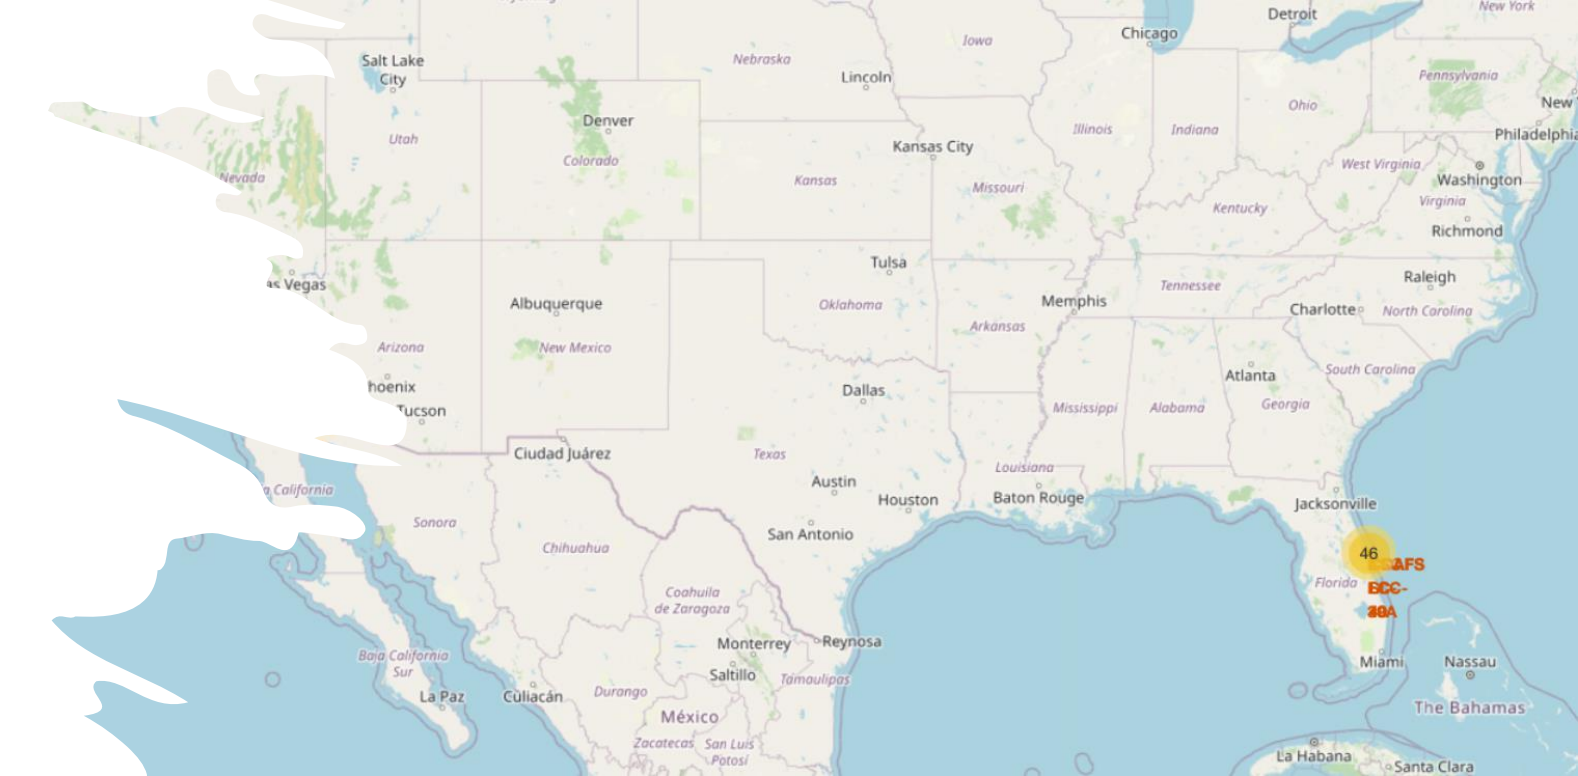 New York
Detroit
Chicago
Iowa
Salt Lake
City
Nebraska
Lincoln
Pennsylvania
New
Ohio
Denver
Philadelphia
Illinois
Indiana
Utah
Kansas City
Colorado
West Virginia
Nevada
Kansas
Missouri
Washington
Virginia
Kentucky
Richmond
Tulsa
Raleigh
as Vegas
Tennessee
Albuquerque
Oklahoma
Memphis
Charlotte
North Carolina
Arkansas
Arizona
New Mexico
South Carolina
Atlanta
hoenix
Dallas
Georgia
Tucson
Mississippi
Alabama
Ciudad Juárez
Texas
Louisiana
Austin
a California
Houston
Baton Rouge
Jacksonville
Sonora
San Antonio
Chihuahua
46
Florida
Coahuila
de Zaragoza
Monterrey
Reynosa
Baja California
Sur
Miami
Nassau
Saltillo
Tamaulipas
La Paz
Culiacán
Durango
The Bahamas
México
Zacatecas
San Luis
Potosí
La Habana
Santa Clara